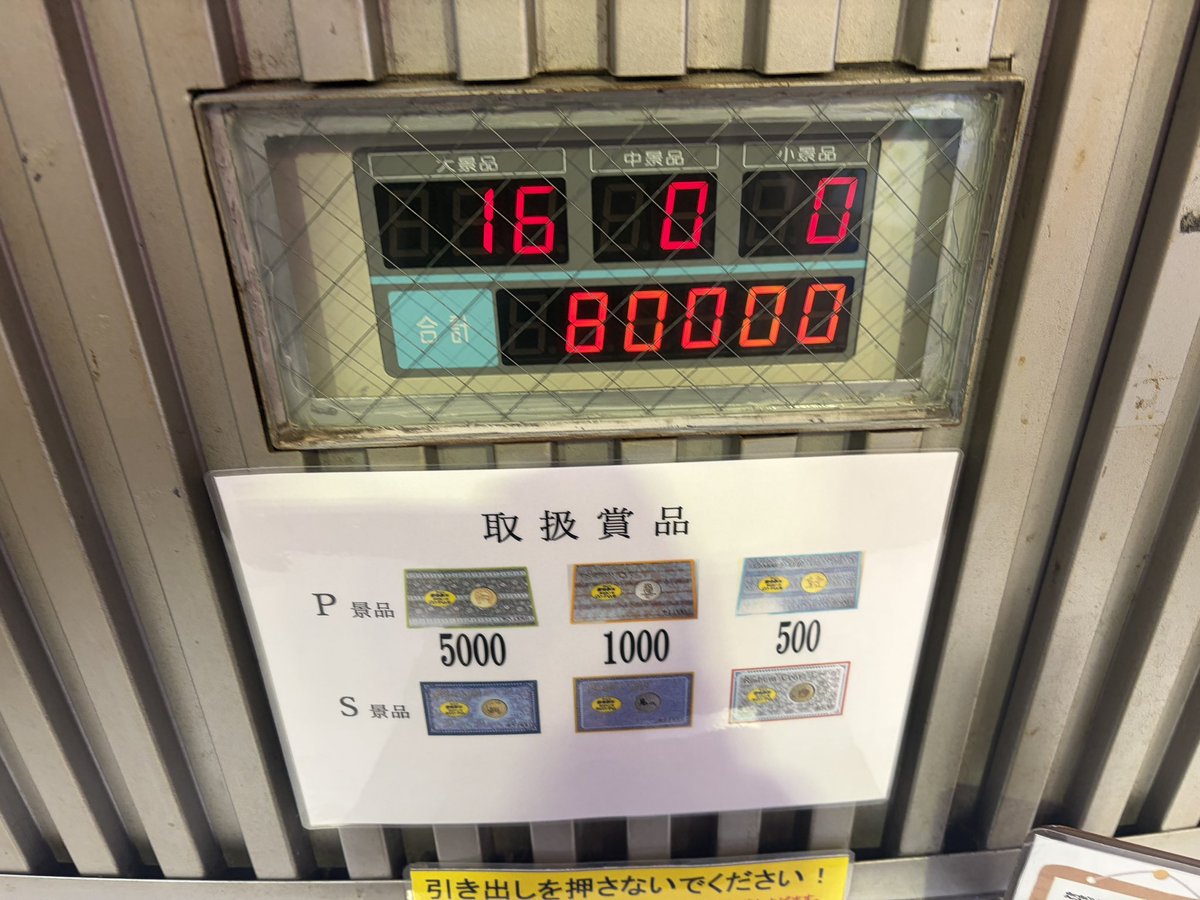 大景品 中景品 小景品
16 0 0
合計 80000
取扱賞品
P 景品
5000 1000 500
S 景品
引き出しを押さないでください!